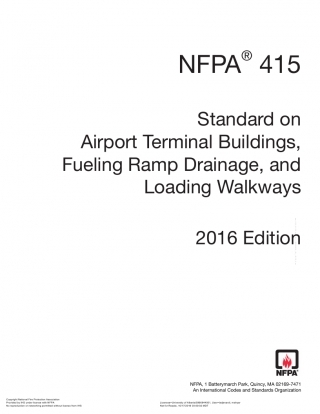 NFPA® 415
Standard on
Airport Terminal Buildings,
Fueling Ramp Drainage, and
Loading Walkways
2016 Edition
NFPA®
NFPA, 1 Batterymarch Park, Quincy, MA 02169-7471
An International Codes and Standards Organization